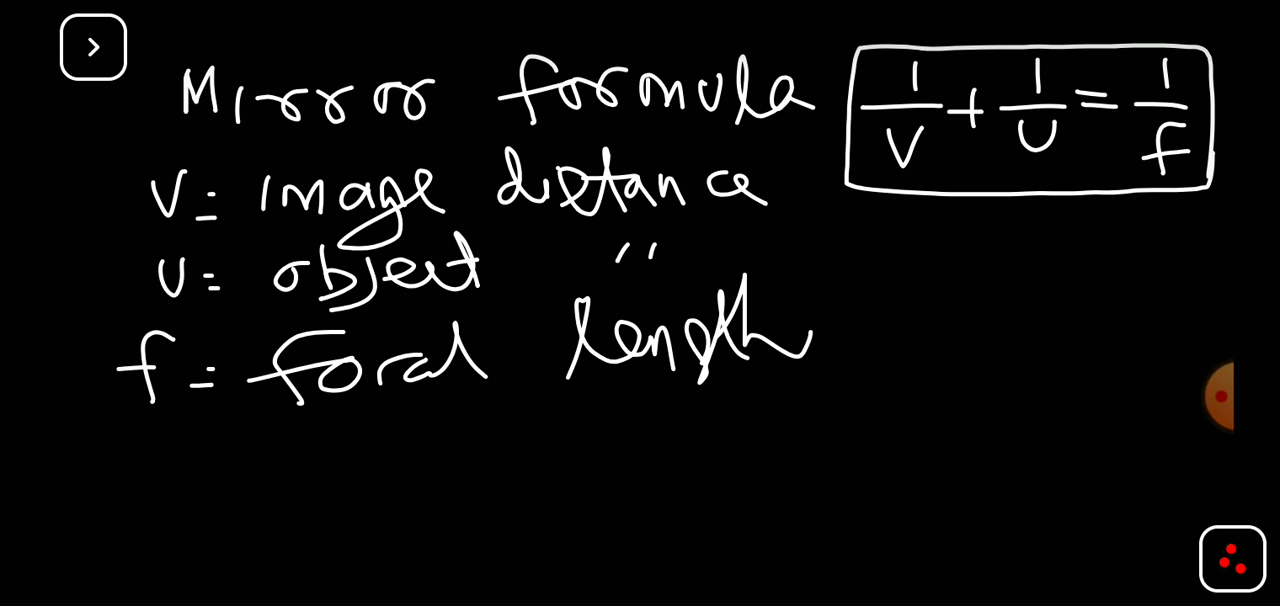 Mirror formula 1/v + 1/u = 1/f
v = image distance
u = object "
f = focal length